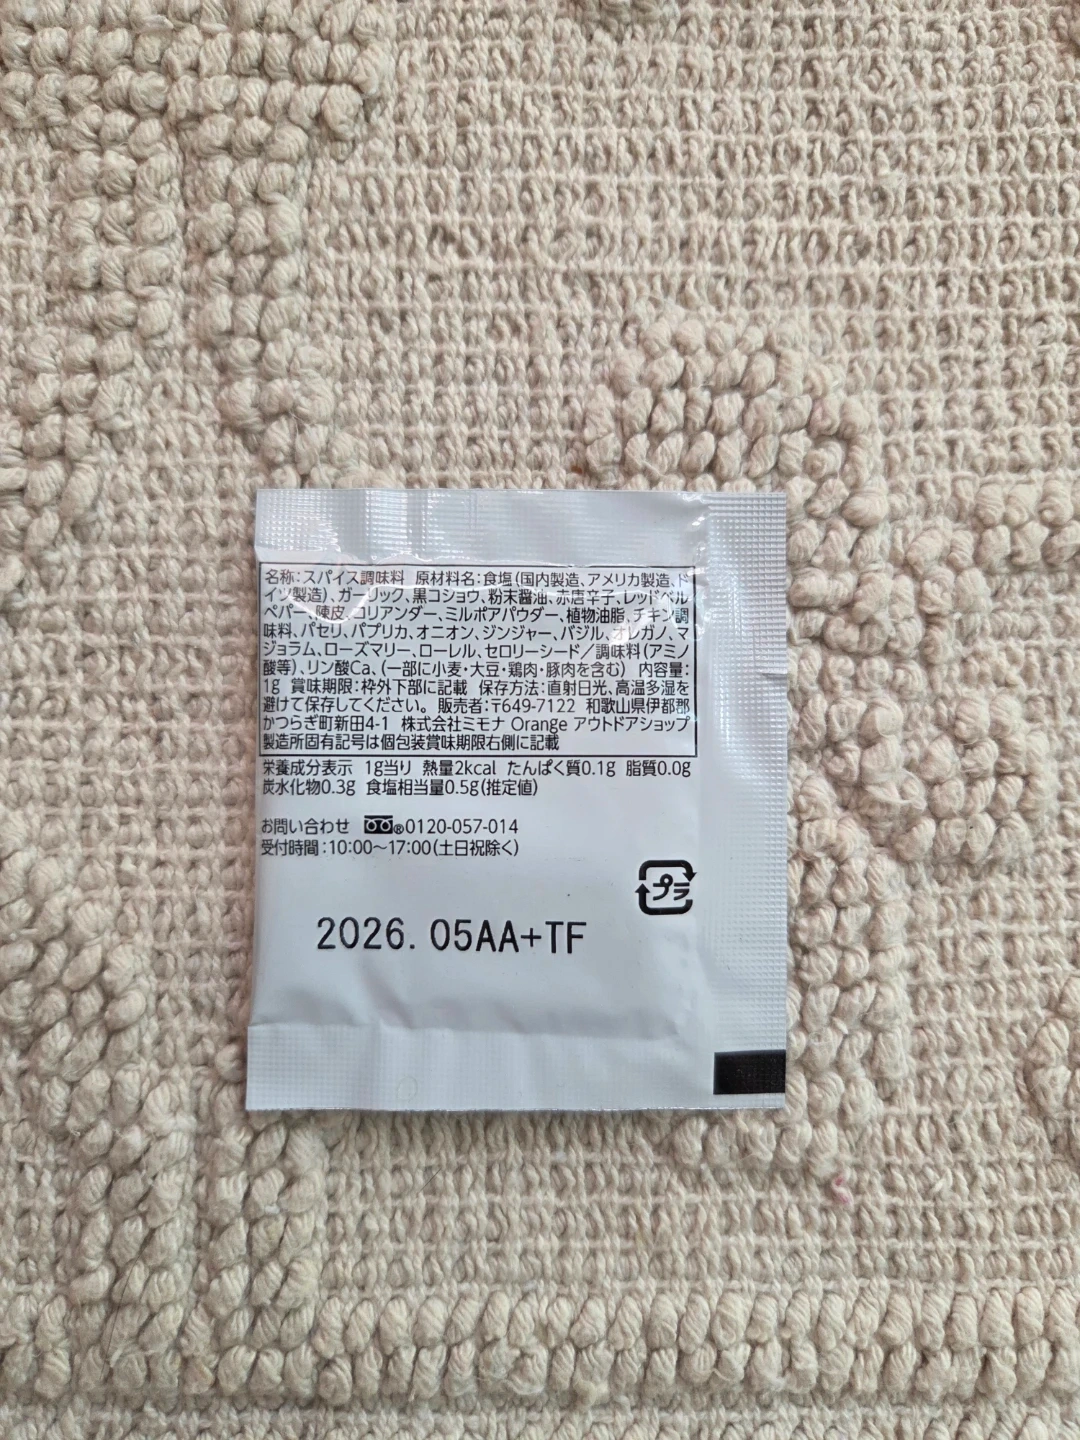 名称：スパイス調味料 原材料名：食塩（国内製造、アメリカ製造、ド
イツ製造）、ガーリック、黒コショウ、粉末醤油、赤唐辛子、レッドベル
ペパー、陳皮、コリアンダー、ミルポアパウダー、植物油脂、チキン調
味料、パセリ、パプリカ、オニオン、ジンジャー、バジル、オレガノ、マ
ジョラム、ローズマリー、ローレル、セロリーシード／調味料（アミノ
酸等）、リン酸Ca、（一部に小麦・大豆・鶏肉・豚肉を含む） 内容量：
1g 賞味期限：枠外下部に記載 保存方法：直射日光、高温多湿を
避けて保存してください。 販売者：〒649-7122 和歌山県伊都郡
かつらぎ町新田4-1 株式会社ミモナ Orange アウトドアショップ
製造所固有記号は個包装賞味期限右側に記載
栄養成分表示 1g当り 熱量2kcal たんぱく質0.1g 脂質0.0g
炭水化物0.3g 食塩相当量0.5g（推定値）
お問い合わせ ®0120-057-014
受付時間：10:00～17:00（土日祝除く）
プラ
2026.05AA+TF